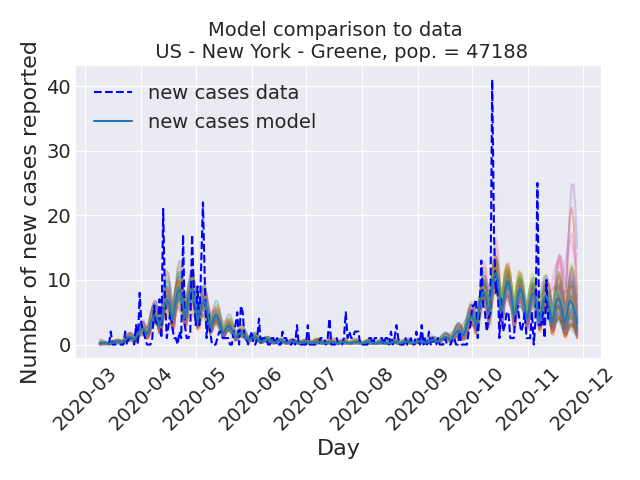 Model comparison to data
US - New York - Greene, pop. = 47188
Number of new cases reported
40
30
20
10
0
new cases data
new cases model
2020-03
2020-04
2020-05
2020-06
2020-07
2020-08
2020-09
2020-10
2020-11
2020-12
Day